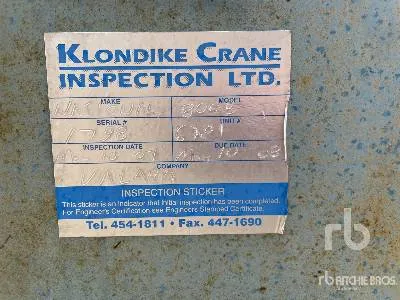 KLONDIKE CRANE
INSPECTION LTD.
MAKE MODEL
SERIAL # UNIT #
INSPECTION DATE DUE DATE
COMPANY
INSPECTION STICKER
This sticker is an indicator that Initial inspection has been completed.
For Engineer's Certification see Engineers Stamped Certificate.
Tel. 454-1811 • Fax. 447-1690
rb
RITCHIE BROS